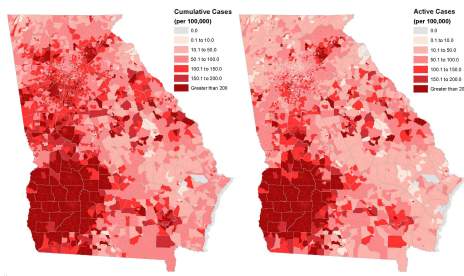 Cumulative Cases
(per 100,000)
0.0
0.1 to 10.0
10.1 to 50.0
50.1 to 100.0
100.1 to 150.0
150.1 to 200.0
Greater than 200
Active Cases
(per 100,000)
0.0
0.1 to 10.0
10.1 to 50.0
50.1 to 100.0
100.1 to 150.0
150.1 to 200.0
Greater than 200